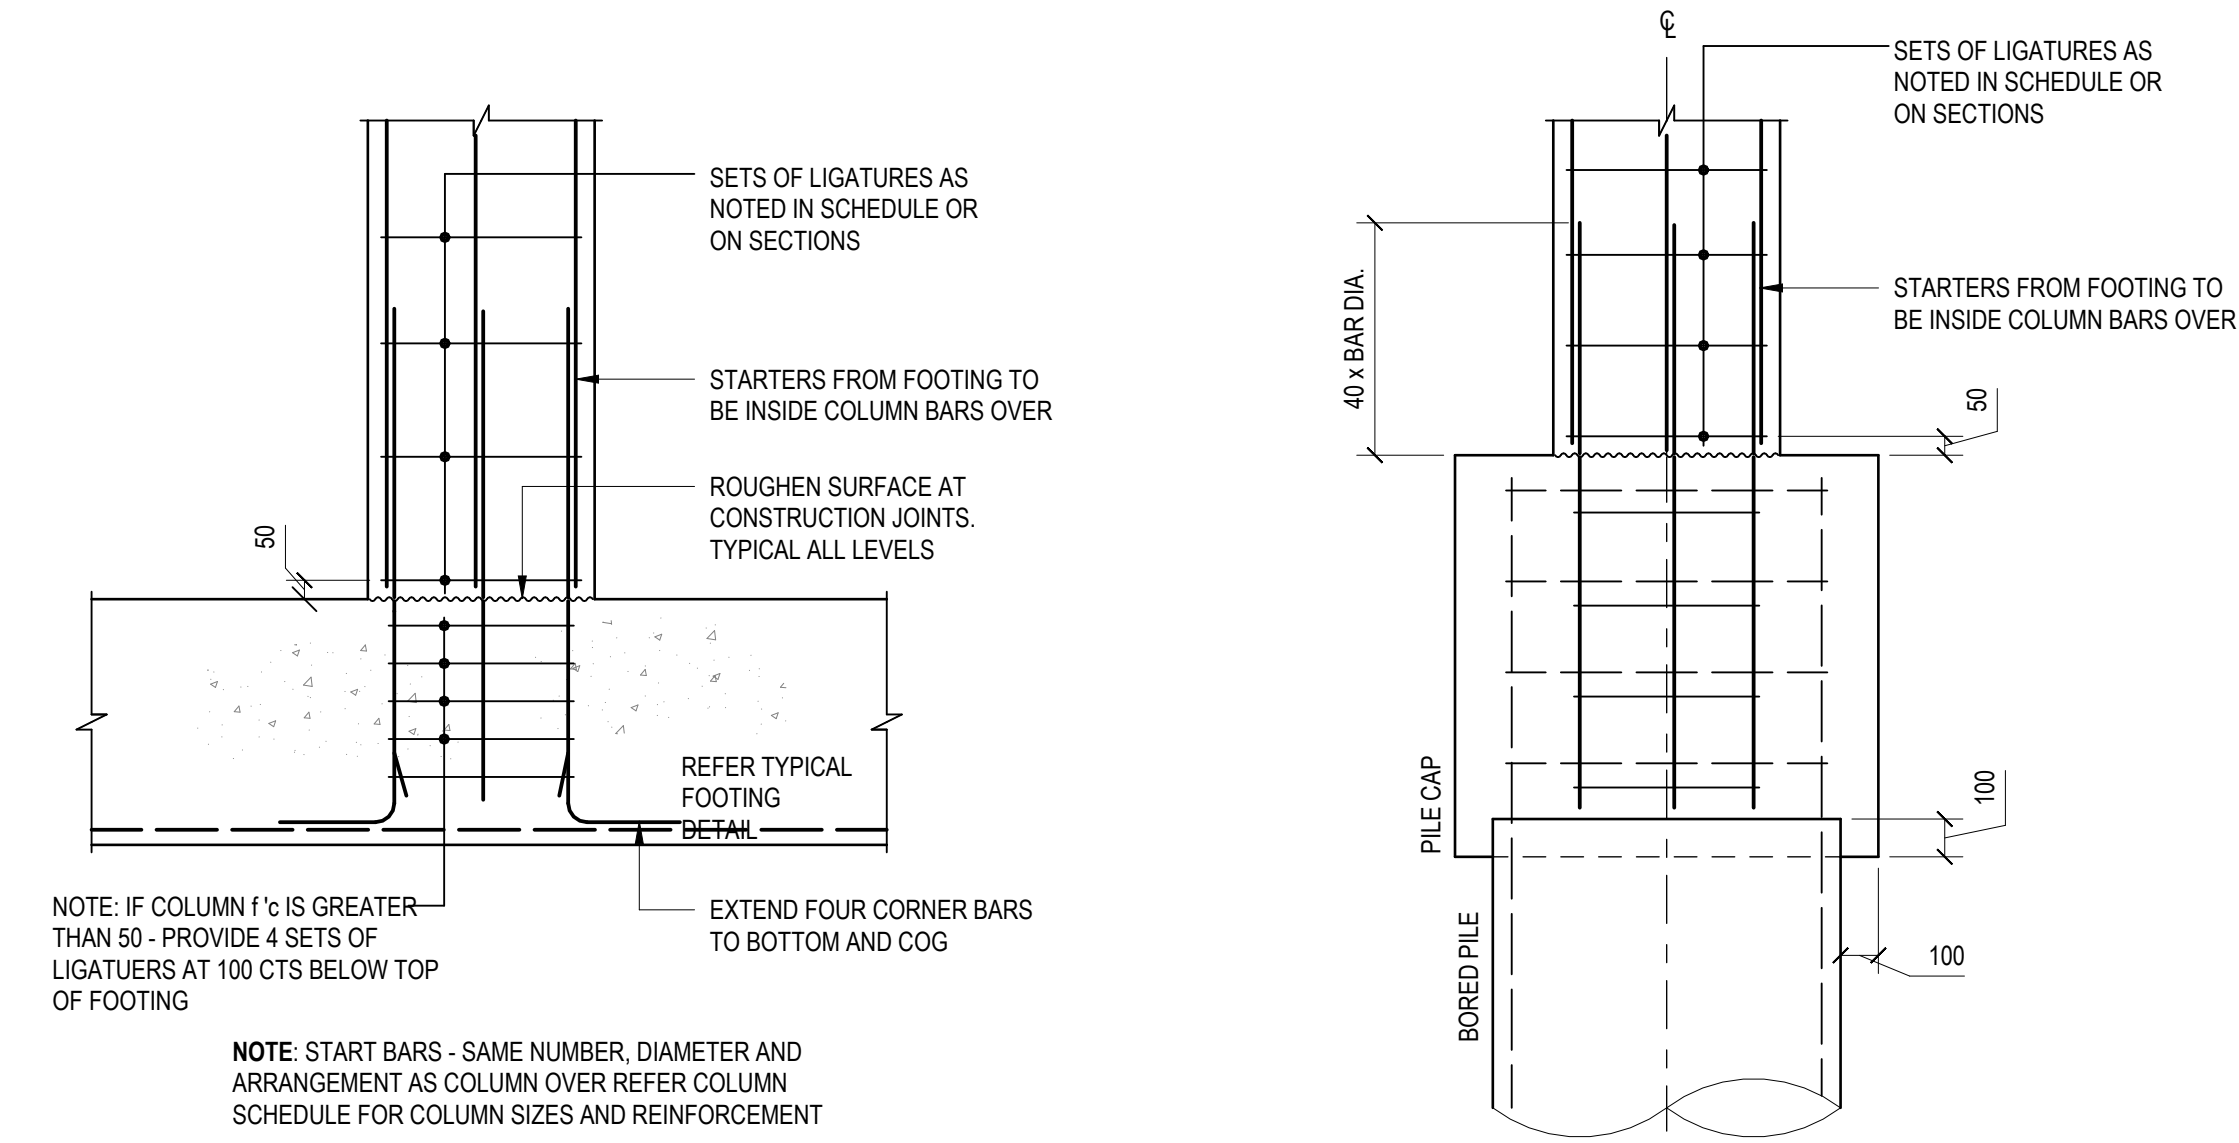 SETS OF LIGATURES AS
NOTED IN SCHEDULE OR
ON SECTIONS
STARTERS FROM FOOTING TO
BE INSIDE COLUMN BARS OVER
ROUGHEN SURFACE AT
CONSTRUCTION JOINTS.
TYPICAL ALL LEVELS
50
REFER TYPICAL
FOOTING
DETAIL
NOTE: IF COLUMN f 'c IS GREATER
THAN 50 - PROVIDE 4 SETS OF
LIGATUERS AT 100 CTS BELOW TOP
OF FOOTING
EXTEND FOUR CORNER BARS
TO BOTTOM AND COG
NOTE: START BARS - SAME NUMBER, DIAMETER AND
ARRANGEMENT AS COLUMN OVER REFER COLUMN
SCHEDULE FOR COLUMN SIZES AND REINFORCEMENT
℄
SETS OF LIGATURES AS
NOTED IN SCHEDULE OR
ON SECTIONS
STARTERS FROM FOOTING TO
BE INSIDE COLUMN BARS OVER
40 x BAR DIA.
50
PILE CAP
100
BORED PILE
100